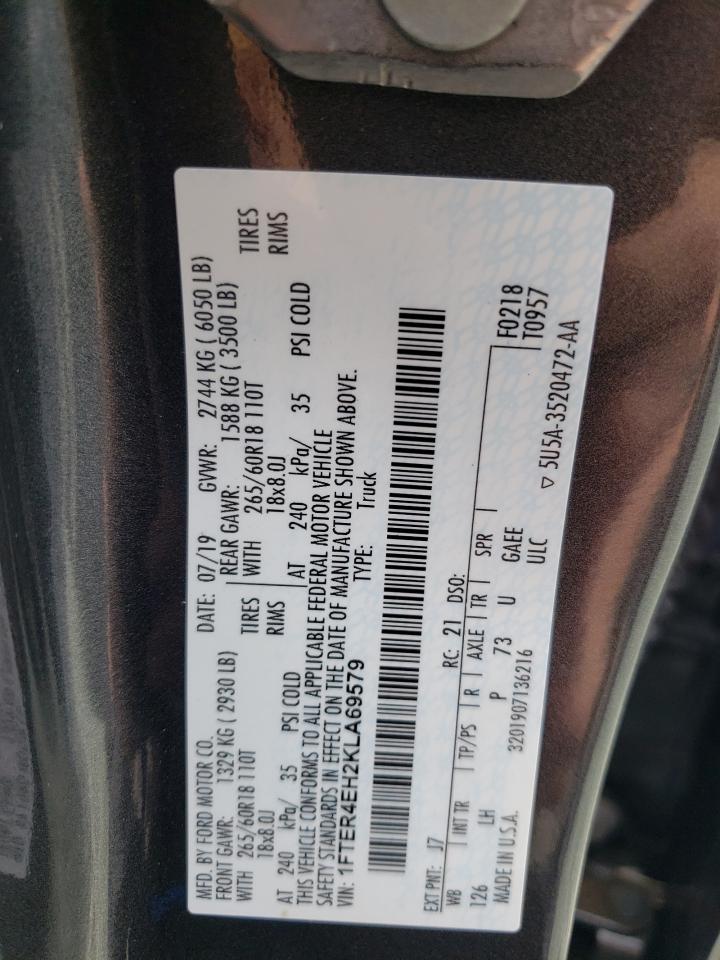 MFD. BY FORD MOTOR CO. DATE: 07/19 GVWR: 2744 KG ( 6050 LB)
FRONT GAWR: 1329 KG ( 2930 LB) REAR GAWR: 1588 KG ( 3500 LB)
WITH 265/60R18 110T TIRES WITH 265/60R18 110T TIRES
18x8.0J RIMS 18x8.0J RIMS
AT 240 kPa/ 35 PSI COLD AT 240 kPa/ 35 PSI COLD
THIS VEHICLE CONFORMS TO ALL APPLICABLE FEDERAL MOTOR VEHICLE
SAFETY STANDARDS IN EFFECT ON THE DATE OF MANUFACTURE SHOWN ABOVE.
VIN: 1FTER4EH2KLA69579 TYPE: Truck
EXT PNT: J7 RC: 21 DSO:
WB INT TR TP/PS R AXLE TR SPR F0218
126 LH P 73 U GAEE T0957
ULC
MADE IN U.S.A. 3201907136216 ▽ 5U5A-3520472-AA